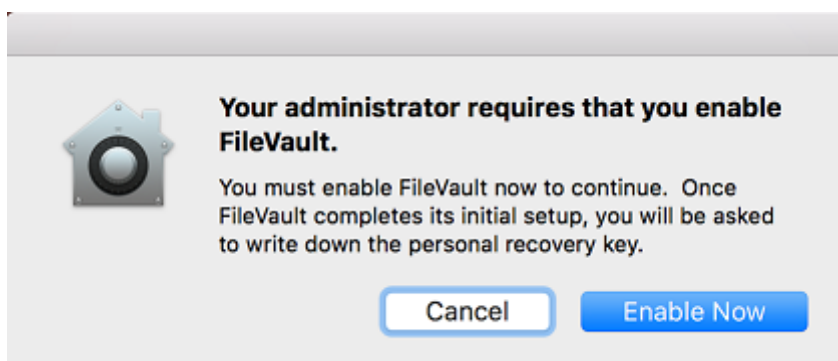 Your administrator requires that you enable
FileVault.
You must enable FileVault now to continue. Once
FileVault completes its initial setup, you will be asked
to write down the personal recovery key.
Cancel
Enable Now